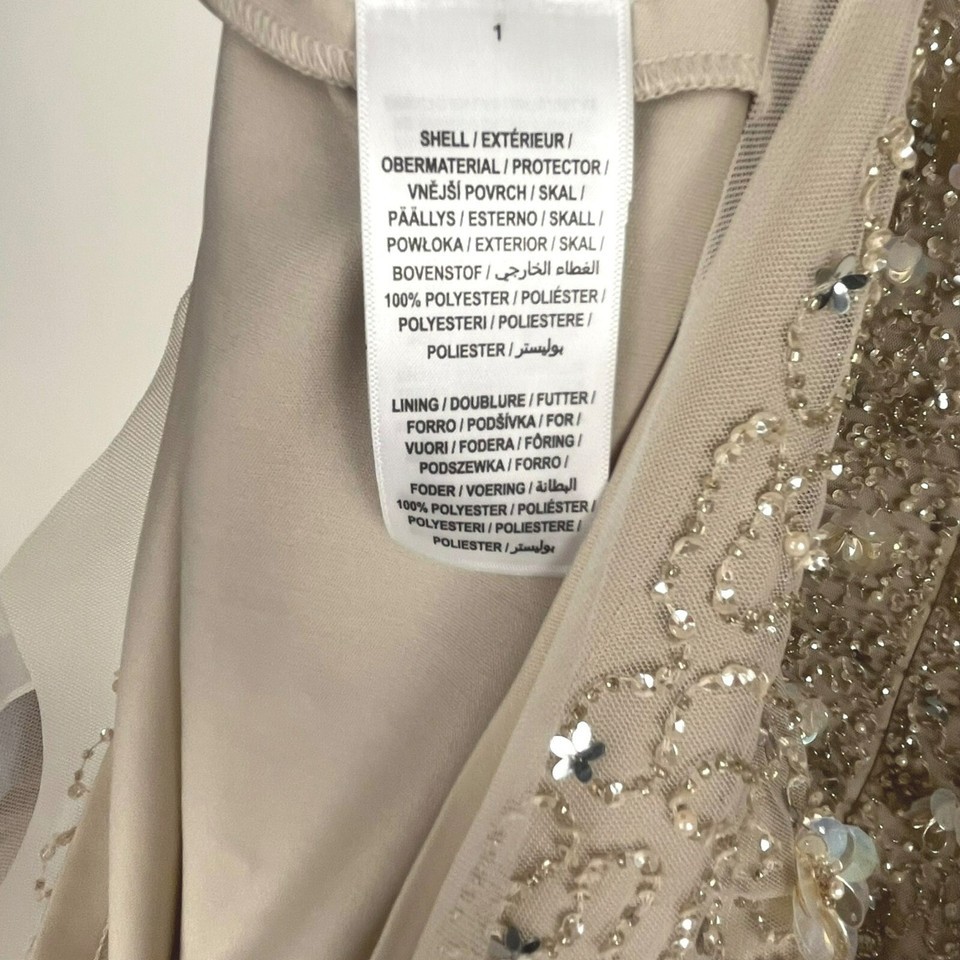 1
SHELL / EXTÉRIEUR /
OBERMATERIAL / PROTECTOR /
VNĚJŠÍ POVRCH / SKAL /
PÄÄLLYS / ESTERNO / SKALL /
POWŁOKA / EXTERIOR / SKAL /
BOVENSTOF / الغطاء الخارجي
100% POLYESTER / POLIÉSTER /
POLYESTERI / POLIESTERE /
POLIESTER / بوليستر
LINING / DOUBLURE / FUTTER /
FORRO / PODŠÍVKA / FOR /
VUORI / FODERA / FÔRING /
PODSZEWKA / FORRO /
FODER / VOERING / البطانة
100% POLYESTER / POLIÉSTER /
POLYESTERI / POLIESTERE /
POLIESTER / بوليستر